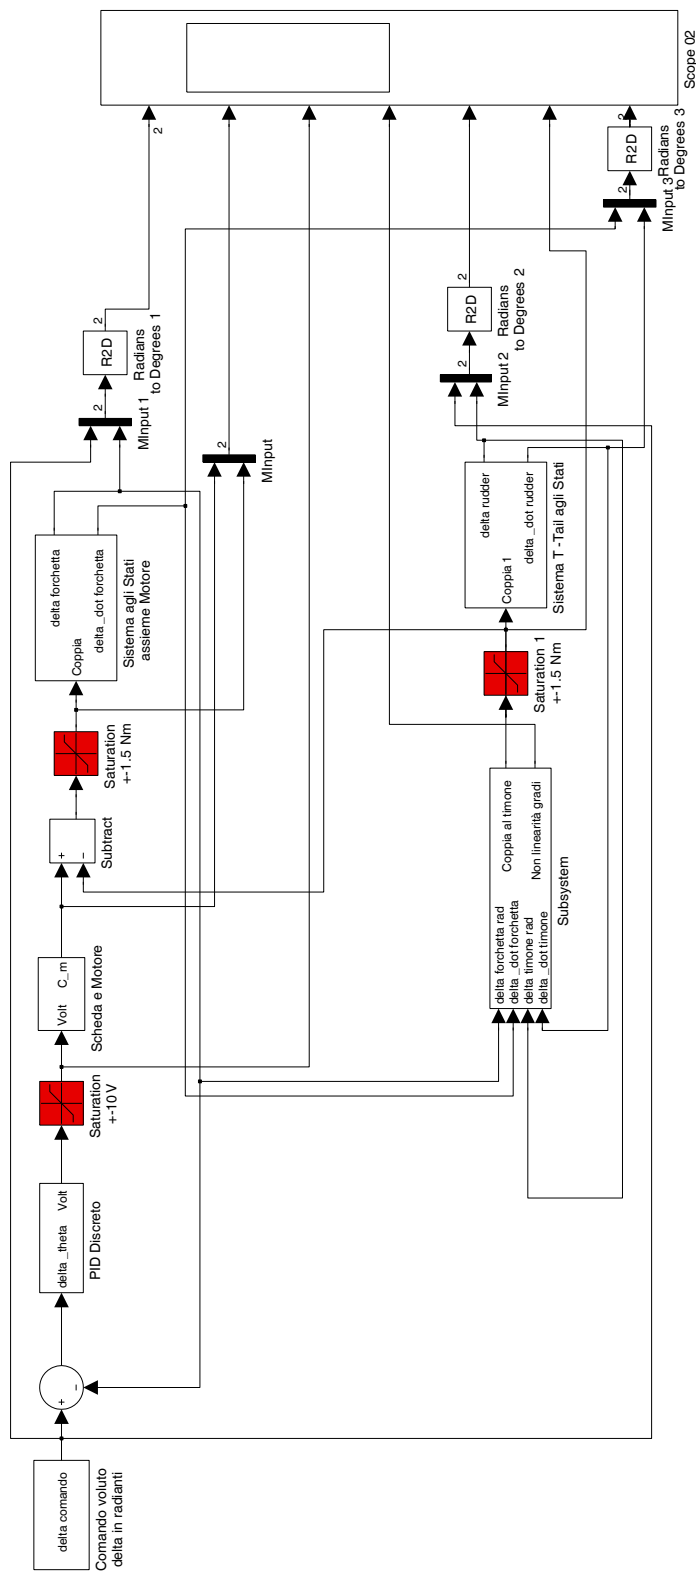 delta comando
Comando voluto
delta in radianti
+
−
delta _theta Volt
PID Discreto
Saturation
+-10 V
Volt C_m
Scheda e Motore
+
−
Subtract
Saturation
+-1.5 Nm
Coppia
delta forchetta
delta _dot forchetta
Sistema agli Stati
assieme Motore
MInput 1
2
R2D
2
Radians
to Degrees 1
2
MInput
2
delta forchetta rad
delta _dot forchetta
delta timone rad
delta _dot timone
Coppia al timone
Non linearità gradi
Subsystem
Saturation 1
+-1.5 Nm
Coppia 1
delta rudder
delta _dot rudder
Sistema T -Tail agli Stati
MInput 2
2
R2D
2
Radians
to Degrees 2
MInput 3
2
R2D
2
Radians
to Degrees 3
Scope 02